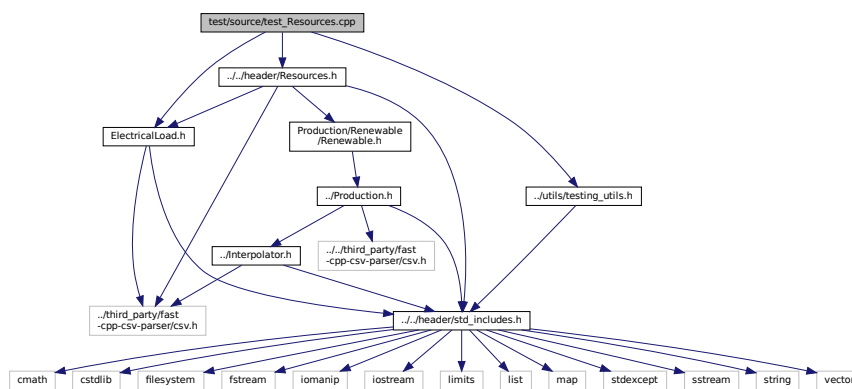 test/source/test_Resources.cpp
../../header/Resources.h
ElectricalLoad.h
Production/Renewable
/Renewable.h
../Production.h
../utils/testing_utils.h
../Interpolator.h
../../third_party/fast
-cpp-csv-parser/csv.h
../third_party/fast
-cpp-csv-parser/csv.h
../../header/std_includes.h
cmath
cstdlib
filesystem
fstream
iomanip
iostream
limits
list
map
stdexcept
sstream
string
vector